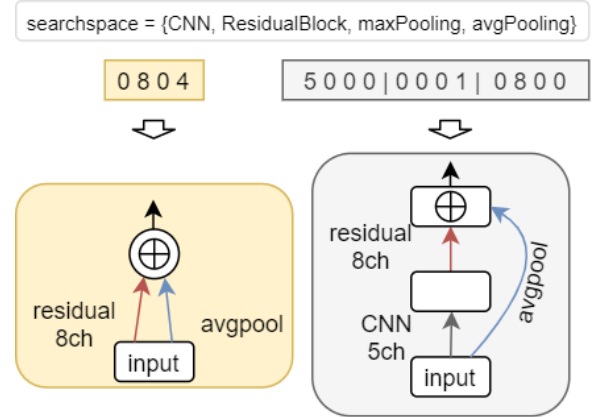 searchspace = {CNN, ResidualBlock, maxPooling, avgPooling}
0 8 0 4
5 0 0 0 | 0 0 0 1 | 0 8 0 0
residual
8ch
avgpool
input
residual
8ch
avgpool
CNN
5ch
input